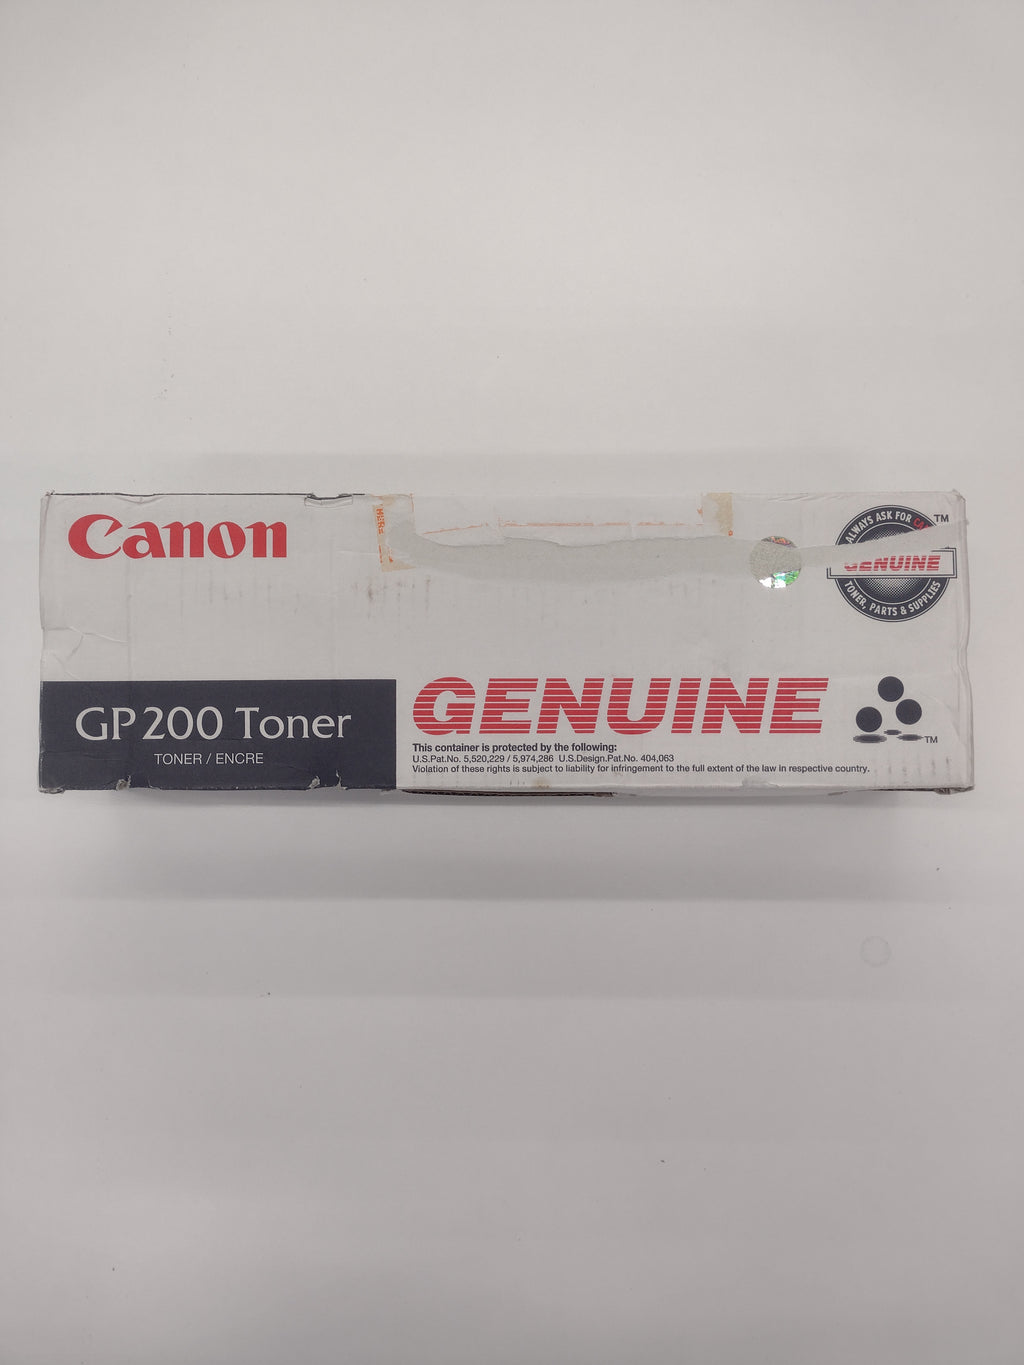 Canon
ALWAYS ASK FOR
TM
GENUINE
TONER, PARTS & SUPPLIES
GP 200 Toner
TONER / ENCRE
GENUINE
TM
This container is protected by the following:
U.S.Pat.No. 5,520,229 / 5,974,286 U.S.Design.Pat.No. 404,063
Violation of these rights is subject to liability for infringement to the full extent of the law in respective country.